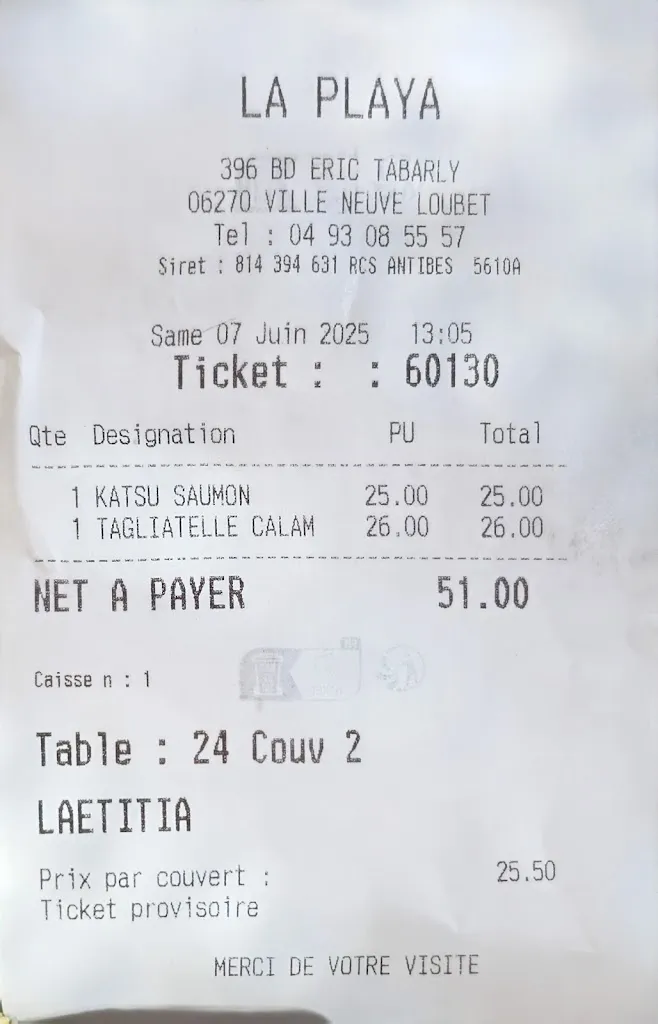 LA PLAYA
396 BD ERIC TABARLY
06270 VILLE NEUVE LOUBET
Tel : 04 93 08 55 57
Siret : 814 394 631 RCS ANTIBES 5610A
Same 07 Juin 2025 13:05
Ticket : : 60130
Qte Designation PU Total
1 KATSU SAUMON 25.00 25.00
1 TAGLIATELLE CALAM 26.00 26.00
NET A PAYER 51.00
Caisse n : 1
Table : 24 Couv 2
LAETITIA
Prix par couvert : 25.50
Ticket provisoire
MERCI DE VOTRE VISITE